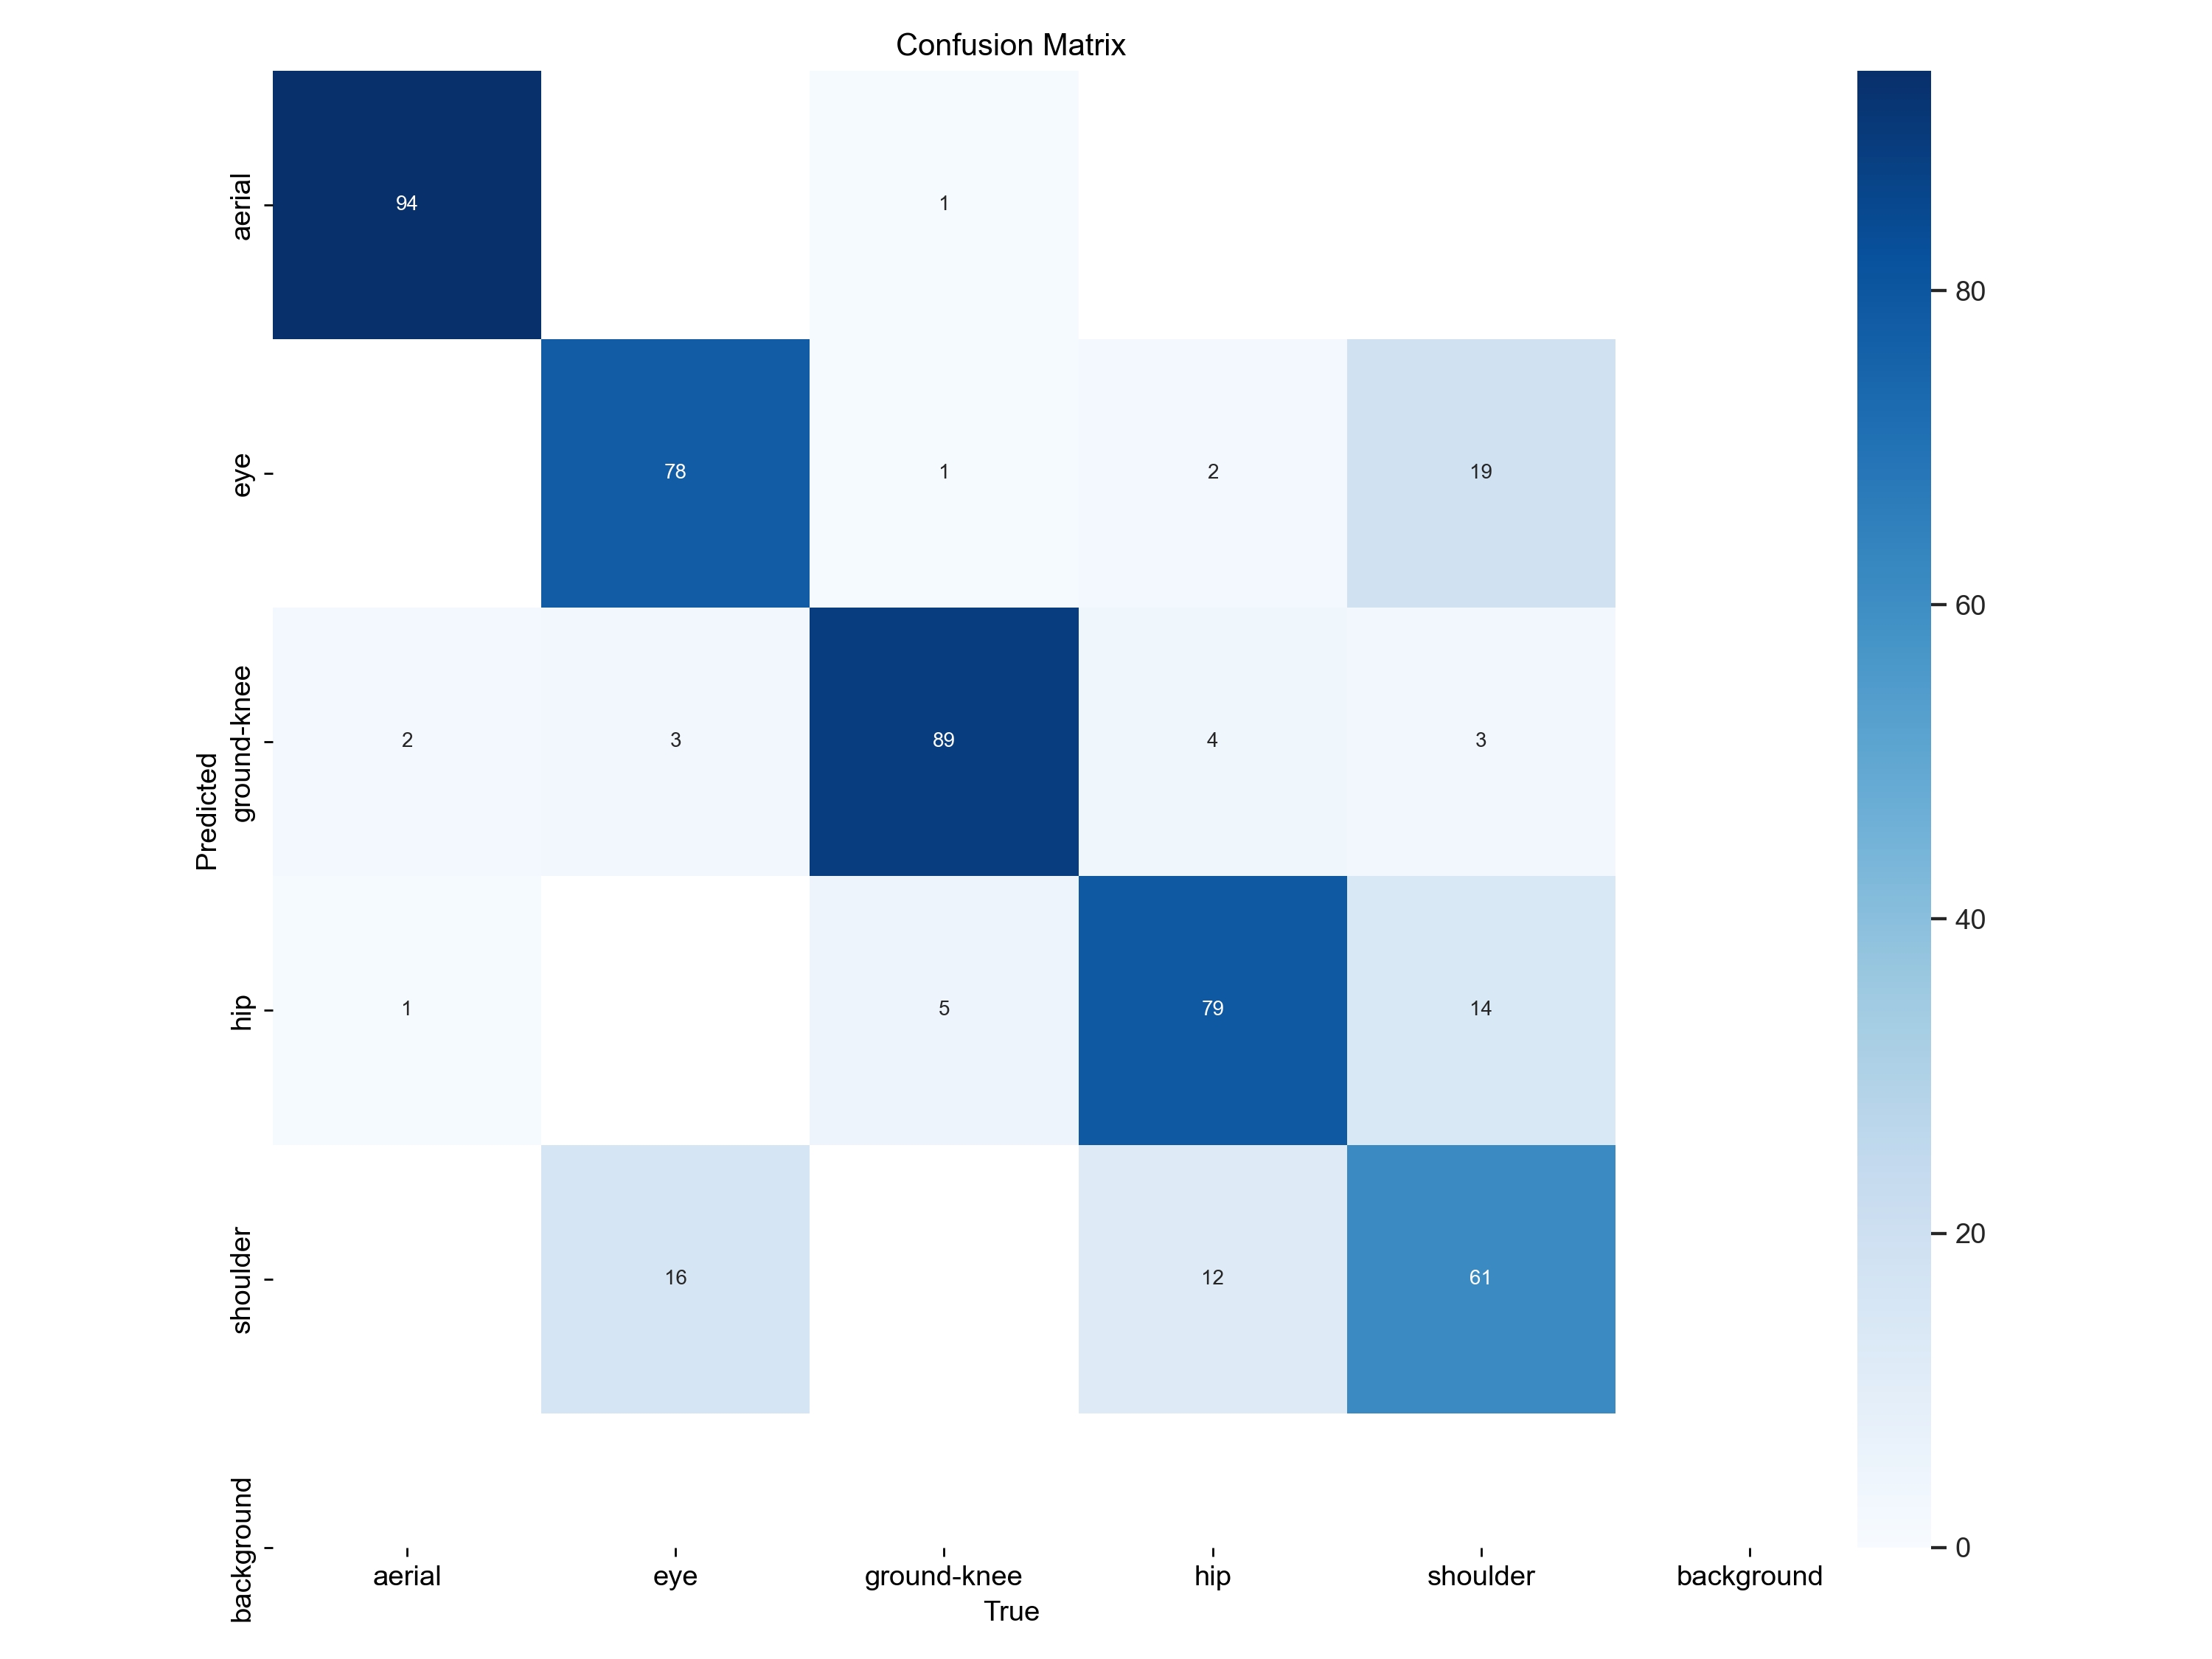 Confusion Matrix
aerial
94
1
eye
78
1
2
19
ground-knee
2
3
89
4
3
hip
1
5
79
14
shoulder
16
12
61
background
Predicted
aerial
eye
ground-knee
hip
shoulder
background
True
80
60
40
20
0